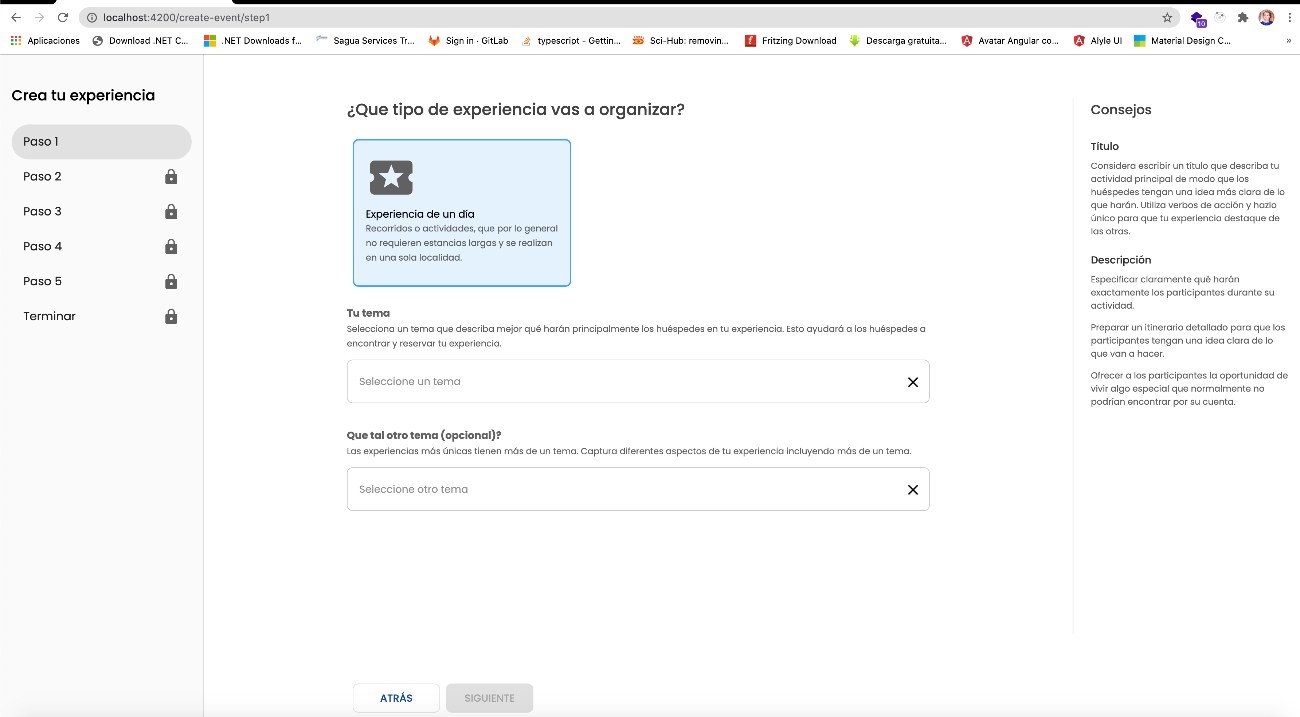 localhost:4200/create-event/step1
10
Aplicaciones
Download .NET C...
.NET Downloads f...
Sagua Services Tr...
Sign in · GitLab
typescript - Gettin...
Sci-Hub: removin...
Fritzing Download
Descarga gratuita...
Avatar Angular co...
Alyle UI
Material Design C...
»
Crea tu experiencia
Paso 1
Paso 2
Paso 3
Paso 4
Paso 5
Terminar
¿Que tipo de experiencia vas a organizar?
Experiencia de un día
Recorridos o actividades, que por lo general
no requieren estancias largas y se realizan
en una sola localidad.
Tu tema
Selecciona un tema que describa mejor qué harán principalmente los huéspedes en tu experiencia. Esto ayudará a los huéspedes a
encontrar y reservar tu experiencia.
Seleccione un tema
Que tal otro tema (opcional)?
Las experiencias más únicas tienen más de un tema. Captura diferentes aspectos de tu experiencia incluyendo más de un tema.
Seleccione otro tema
ATRÁS
SIGUIENTE
Consejos
Título
Considera escribir un título que describa tu
actividad principal de modo que los
huéspedes tengan una idea más clara de lo
que harán. Utiliza verbos de acción y hazlo
único para que tu experiencia destaque de
las otras.
Descripción
Especificar claramente qué harán
exactamente los participantes durante su
actividad.
Preparar un itinerario detallado para que los
participantes tengan una idea clara de lo
que van a hacer.
Ofrecer a los participantes la oportunidad de
vivir algo especial que normalmente no
podrían encontrar por su cuenta.